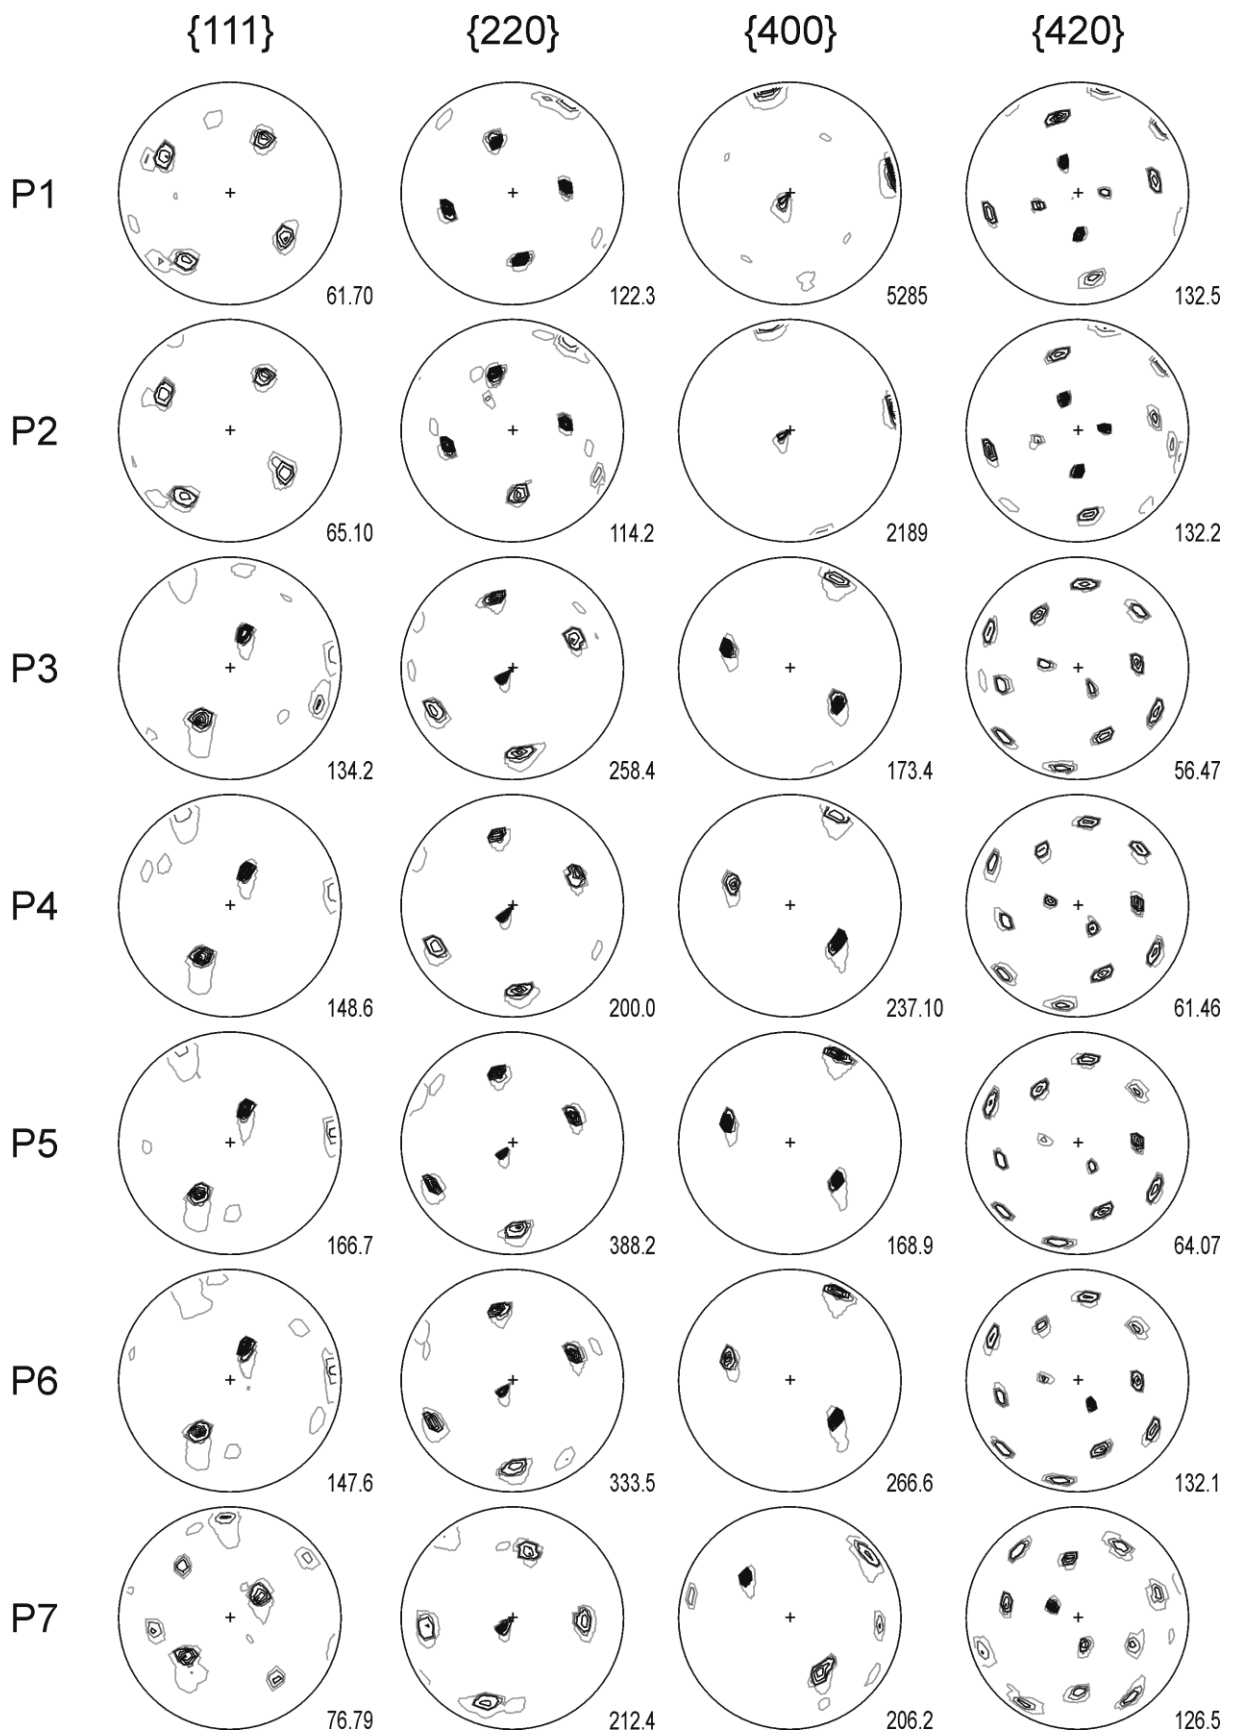 {111} {220} {400} {420}
P1
61.70 122.3 5285 132.5
P2
65.10 114.2 2189 132.2
P3
134.2 258.4 173.4 56.47
P4
148.6 200.0 237.10 61.46
P5
166.7 388.2 168.9 64.07
P6
147.6 333.5 266.6 132.1
P7
76.79 212.4 206.2 126.5